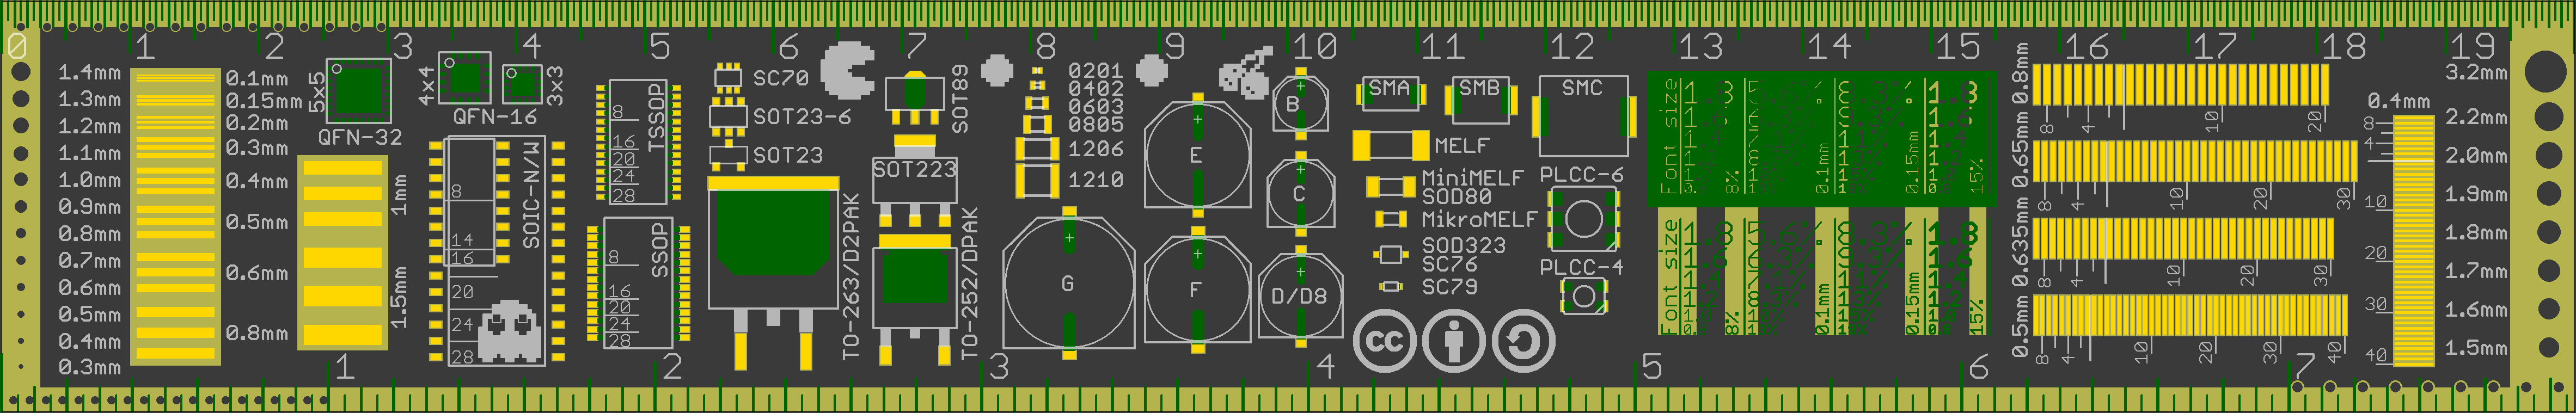 0 1 2 3 4 5 6 7 8 9 10 11 12 13 14 15 16 17 18 19
1.4mm
1.3mm
1.2mm
1.1mm
1.0mm
0.9mm
0.8mm
0.7mm
0.6mm
0.5mm
0.4mm
0.3mm
0.1mm
0.15mm
0.2mm
0.3mm
0.4mm
0.5mm
0.6mm
0.8mm
5x5
QFN-32
1mm
1.5mm
4x4
3x3
QFN-16
SOIC-N/W
8
14
16
20
24
28
TSSOP
8
16
20
24
28
SSOP
8
16
20
24
28
SC70
SOT23-6
SOT23
TO-263/D2PAK
SOT89
SOT223
TO-252/DPAK
0201
0402
0603
0805
1206
1210
G
E
F
B
C
D/D8
SMA
SMB
SMC
MELF
MiniMELF
SOD80
MikroMELF
SOD323
SC76
SC79
PLCC-6
PLCC-4
cc
Font size
8%
0.1mm
0.15mm
15%
Font size
8%
0.1mm
0.15mm
15%
0.8mm
8 4 10 20
0.65mm
8 4 10 20 30
0.635mm
8 4 10 20 30
0.5mm
8 4 10 20 30 40
0.4mm
8
4
10
20
30
40
3.2mm
2.2mm
2.0mm
1.9mm
1.8mm
1.7mm
1.6mm
1.5mm
1 2 3 4 5 6 7